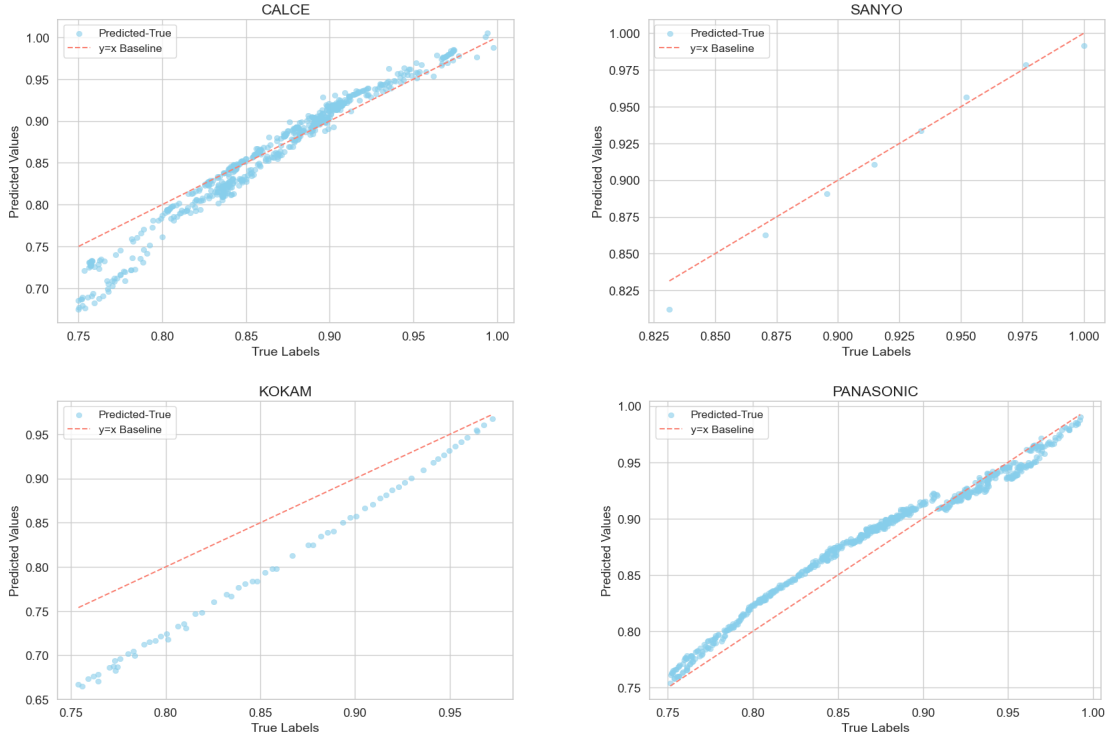 CALCE
Predicted-True
y=x Baseline
Predicted Values
1.00
0.95
0.90
0.85
0.80
0.75
0.70
0.75
0.80
0.85
0.90
0.95
1.00
True Labels
SANYO
Predicted-True
y=x Baseline
Predicted Values
1.000
0.975
0.950
0.925
0.900
0.875
0.850
0.825
0.825
0.850
0.875
0.900
0.925
0.950
0.975
1.000
True Labels
KOKAM
Predicted-True
y=x Baseline
Predicted Values
0.95
0.90
0.85
0.80
0.75
0.70
0.65
0.75
0.80
0.85
0.90
0.95
True Labels
PANASONIC
Predicted-True
y=x Baseline
Predicted Values
1.00
0.95
0.90
0.85
0.80
0.75
0.75
0.80
0.85
0.90
0.95
1.00
True Labels